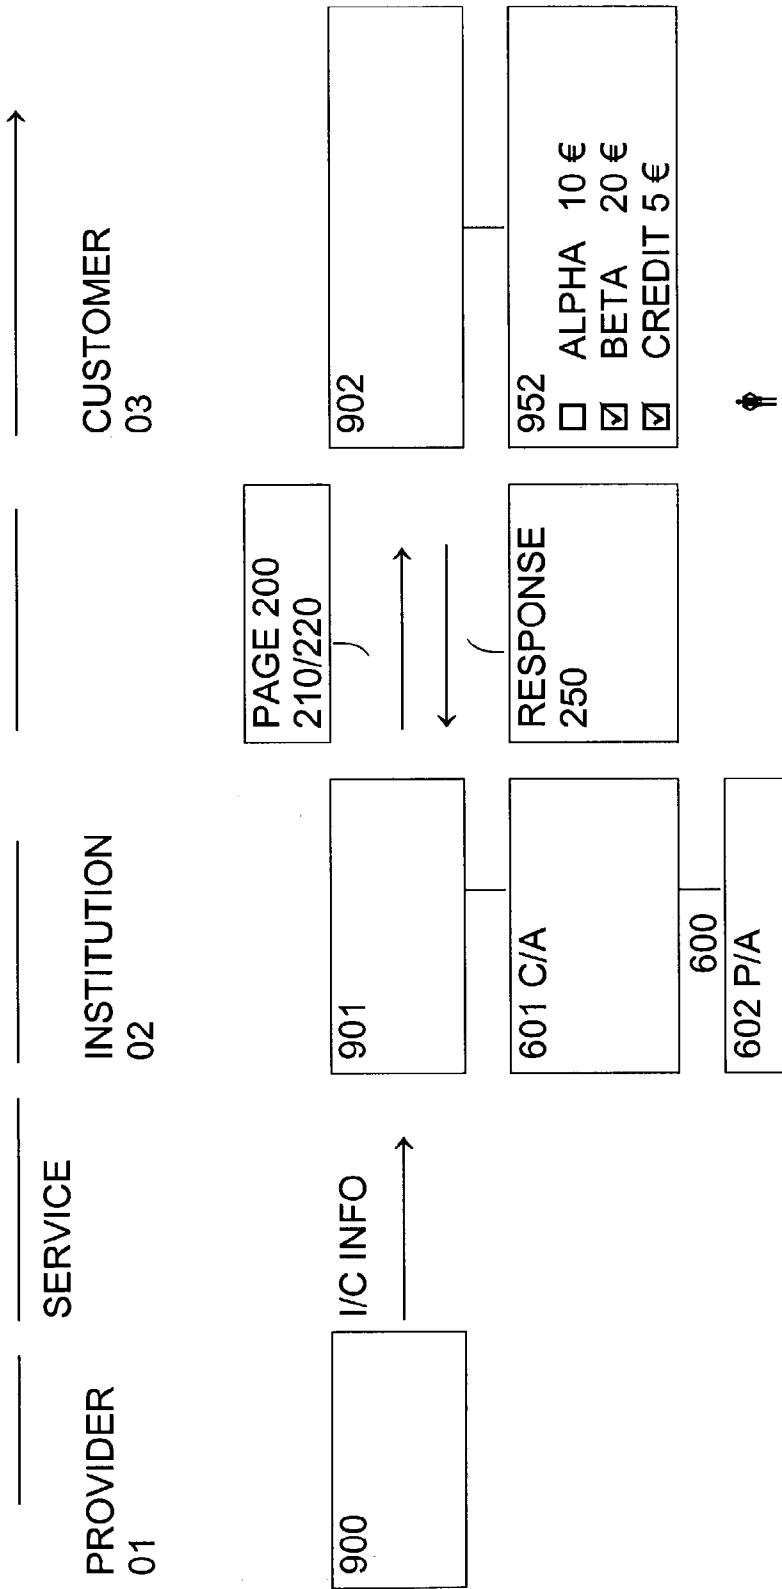 SERVICE
PROVIDER
01
INSTITUTION
02
CUSTOMER
03
900
I/C INFO
901
601 C/A
600
602 P/A
PAGE 200
210/220
RESPONSE
250
902
952
ALPHA 10 €
BETA 20 €
CREDIT 5 €